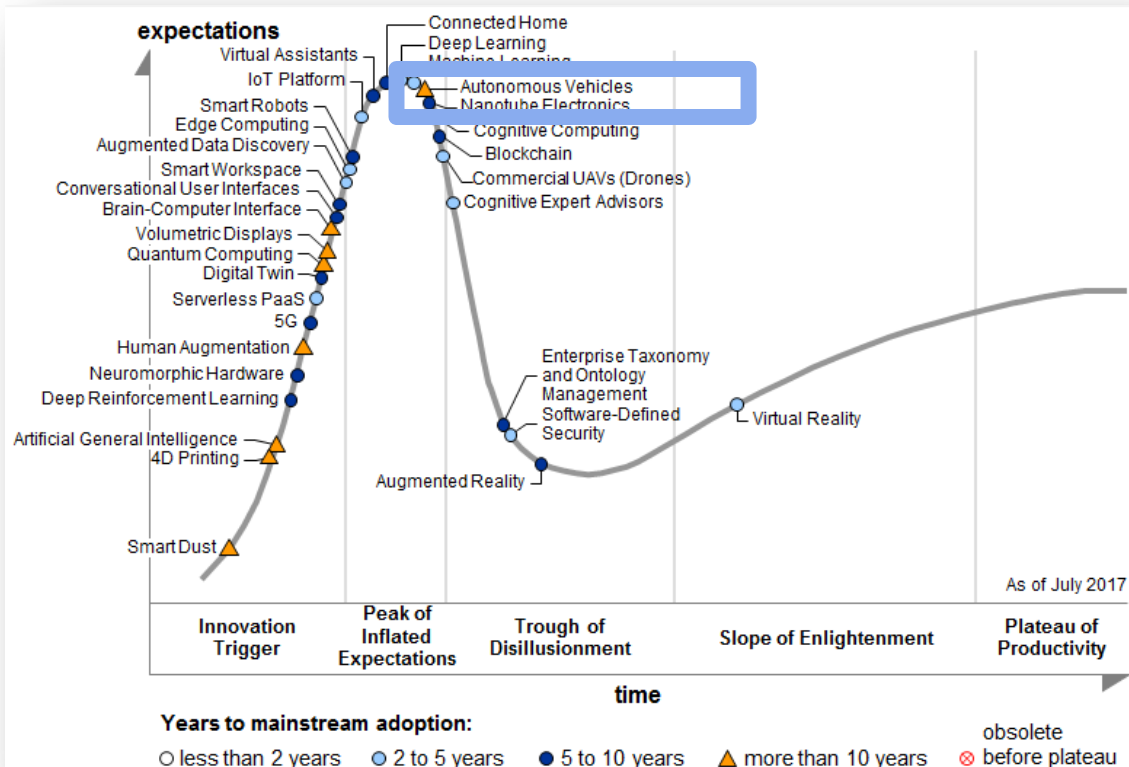 expectations
Connected Home
Deep Learning
Machine Learning
Autonomous Vehicles
Nanotube Electronics
Cognitive Computing
Blockchain
Commercial UAVs (Drones)
Cognitive Expert Advisors
Virtual Assistants
IoT Platform
Smart Robots
Edge Computing
Augmented Data Discovery
Smart Workspace
Conversational User Interfaces
Brain-Computer Interface
Volumetric Displays
Quantum Computing
Digital Twin
Serverless PaaS
5G
Human Augmentation
Neuromorphic Hardware
Deep Reinforcement Learning
Artificial General Intelligence
4D Printing
Smart Dust
Enterprise Taxonomy
and Ontology
Management
Software-Defined
Security
Augmented Reality
Virtual Reality
As of July 2017
Innovation
Trigger
Peak of
Inflated
Expectations
Trough of
Disillusionment
Slope of Enlightenment
Plateau of
Productivity
time
Years to mainstream adoption:
less than 2 years
2 to 5 years
5 to 10 years
more than 10 years
obsolete
before plateau